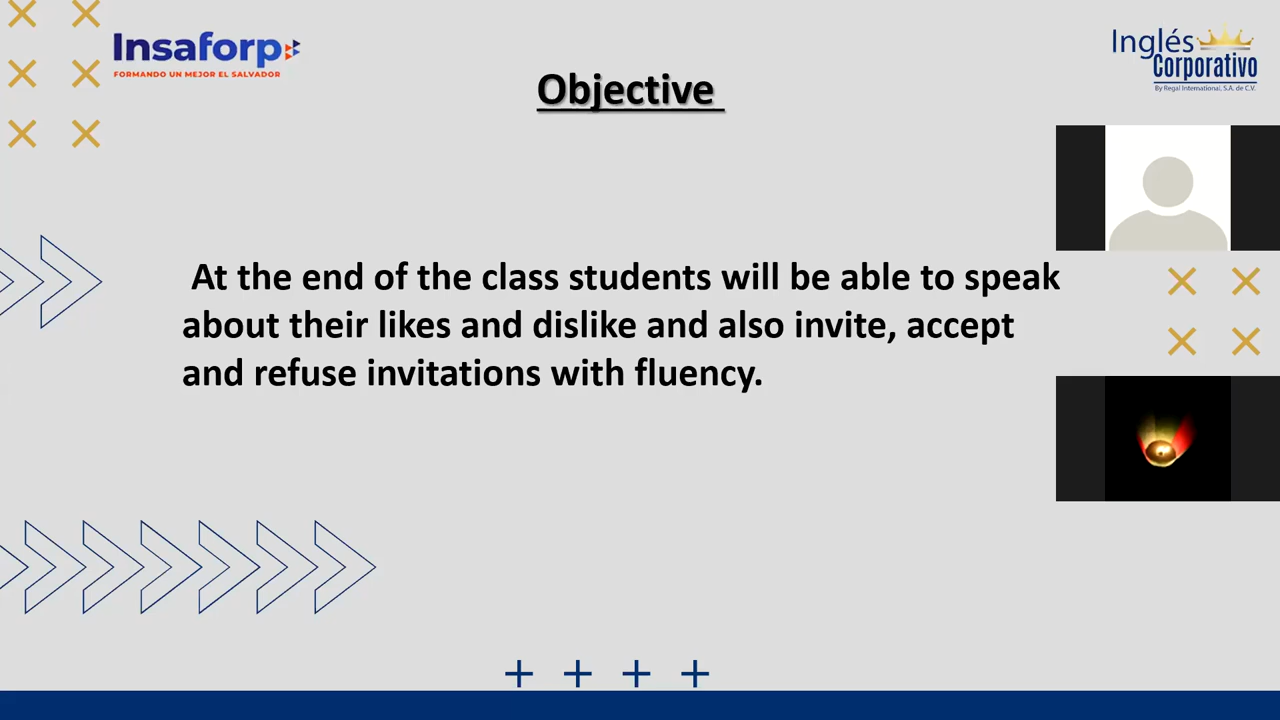 Insaforp
FORMANDO UN MEJOR EL SALVADOR
Inglés
Corporativo
By Regal International, S.A. de C.V.
Objective
At the end of the class students will be able to speak
about their likes and dislike and also invite, accept
and refuse invitations with fluency.